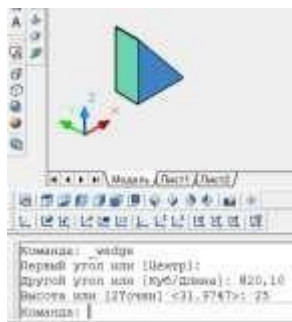 Модель / Лист1 / Лист2 /
Команда: _wedge
Первый угол или [Центр]:
Другой угол или [Куб/Длина]: @20,10
Высота или [2Точки] <31.9747>: 25
Команда: